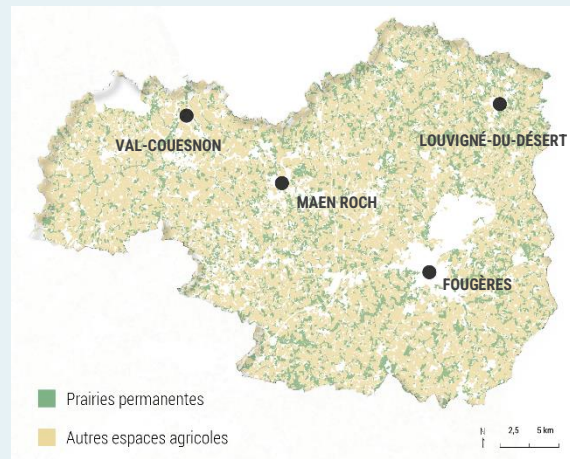 VAL-COUESNON
LOUVIGNÉ-DU-DÉSERT
MAEN ROCH
FOUGÈRES
Prairies permanentes
Autres espaces agricoles
N
2,5 5 km